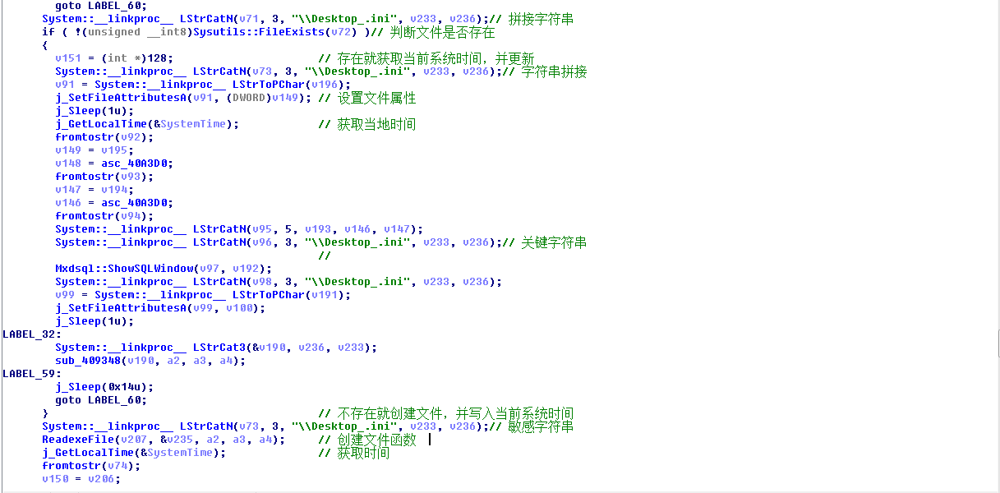 goto LABEL_60;
System::__linkproc__ LStrCatN(v71, 3, "\\Desktop_.ini", v233, v236);// 拼接字符串
if ( !(unsigned __int8)Sysutils::FileExists(v72) )// 判断文件是否存在
{
v151 = (int *)128; // 存在就获取当前系统时间，并更新
System::__linkproc__ LStrCatN(v73, 3, "\\Desktop_.ini", v233, v236);// 字符串拼接
v91 = System::__linkproc__ LStrToPChar(v196);
j_SetFileAttributesA(v91, (DWORD)v149); // 设置文件属性
j_Sleep(1u);
j_GetLocalTime(&SystemTime); // 获取当地时间
fromtostr(v92);
v149 = v195;
v148 = asc_40A3D0;
fromtostr(v93);
v147 = v194;
v146 = asc_40A3D0;
fromtostr(v94);
System::__linkproc__ LStrCatN(v95, 5, v193, v146, v147);
System::__linkproc__ LStrCatN(v96, 3, "\\Desktop_.ini", v233, v236);// 关键字符串
//
Mxdsql::ShowSQLWindow(v97, v192);
System::__linkproc__ LStrCatN(v98, 3, "\\Desktop_.ini", v233, v236);
v99 = System::__linkproc__ LStrToPChar(v191);
j_SetFileAttributesA(v99, v100);
j_Sleep(1u);
LABEL_32:
System::__linkproc__ LStrCat3(&v190, v236, v233);
sub_409348(v190, a2, a3, a4);
LABEL_59:
j_Sleep(0x14u);
goto LABEL_60;
} // 不存在就创建文件，并写入当前系统时间
System::__linkproc__ LStrCatN(v73, 3, "\\Desktop_.ini", v233, v236);// 敏感字符串
ReadexeFile(v207, &v235, a2, a3, a4); // 创建文件函数
j_GetLocalTime(&SystemTime); // 获取时间
fromtostr(v74);
v150 = v206;